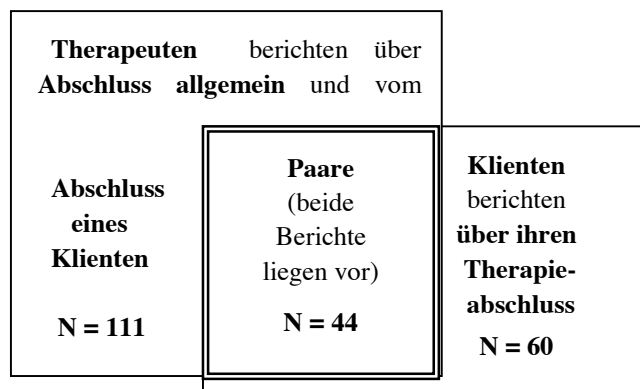 Therapeuten berichten über
Abschluss allgemein und vom
Abschluss
eines
Klienten
N = 111
Paare
(beide
Berichte
liegen vor)
N = 44
Klienten
berichten
über ihren
Therapie-
abschluss
N = 60